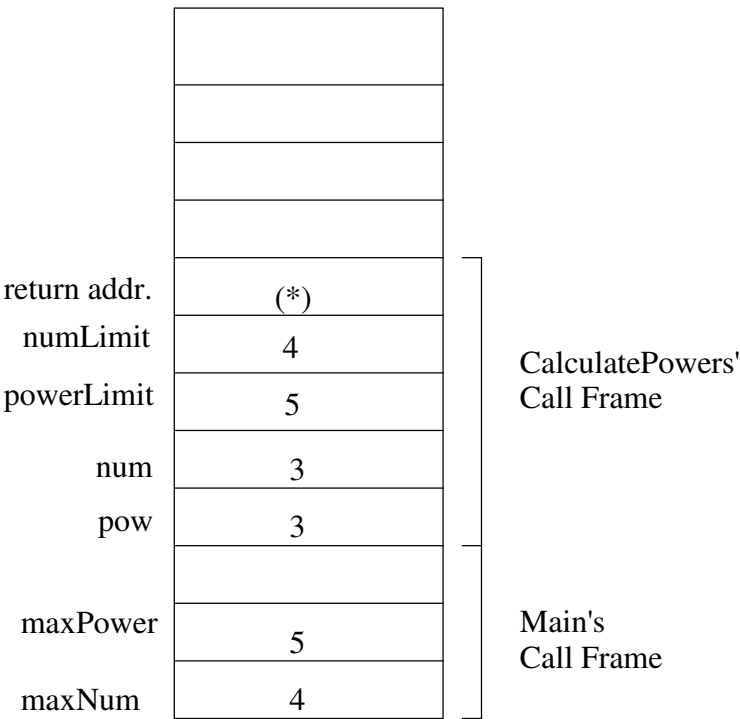 return addr. (*)
numLimit 4
powerLimit 5
num 3
pow 3
CalculatePowers'
Call Frame
maxPower 5
maxNum 4
Main's
Call Frame